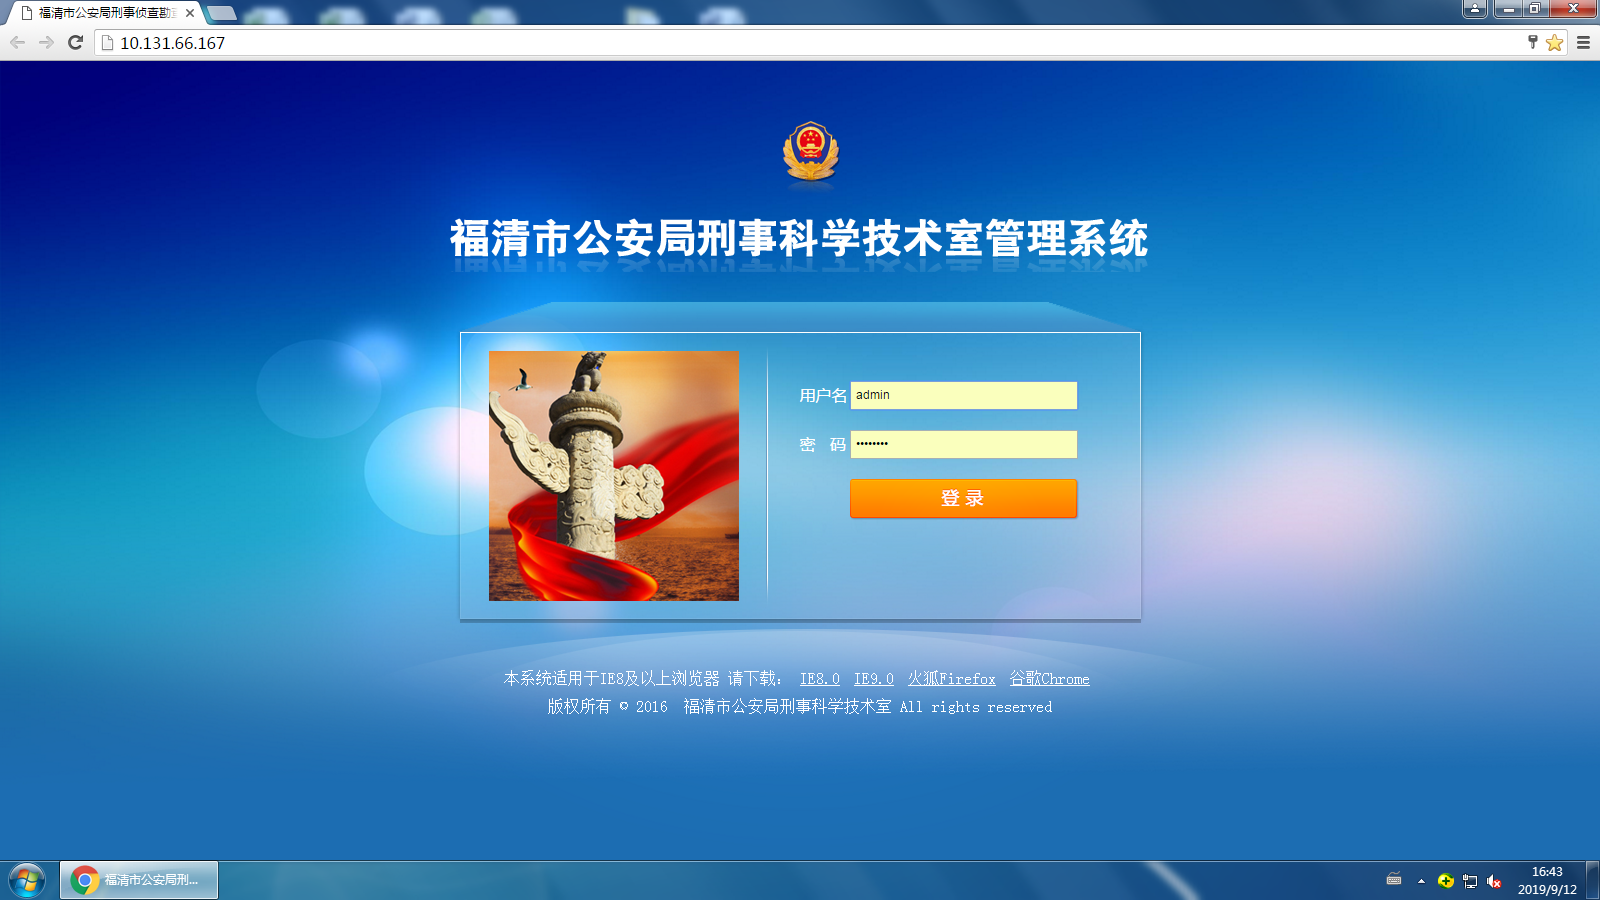 福清市公安局刑事侦查勘
10.131.66.167
福清市公安局刑事科学技术室管理系统
用户名 admin
密 码 ••••••••
登录
本系统适用于IE8及以上浏览器 请下载： IE8.0 IE9.0 火狐Firefox 谷歌Chrome
版权所有 © 2016 福清市公安局刑事科学技术室 All rights reserved
福清市公安局刑...
16:43
2019/9/12